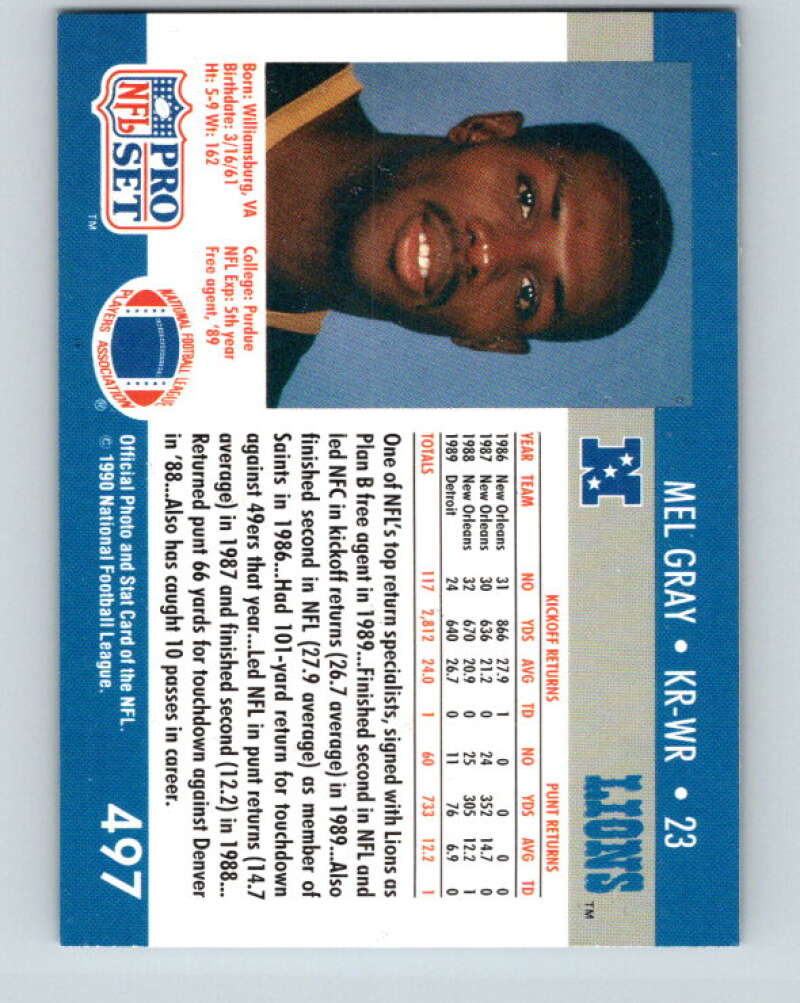 MEL GRAY • KR-WR • 23
LIONS ™
N
KICKOFF RETURNS PUNT RETURNS
YEAR TEAM NO YDS AVG TD NO YDS AVG TD
1986 New Orleans 31 866 27.9 1 0 0 0 0
1987 New Orleans 30 636 21.2 0 24 352 14.7 0
1988 New Orleans 32 670 20.9 0 25 305 12.2 1
1989 Detroit 24 640 26.7 0 11 76 6.9 0
TOTALS 117 2,812 24.0 1 60 733 12.2 1
One of NFL's top return specialists, signed with Lions as
Plan B free agent in 1989...Finished second in NFL and
led NFC in kickoff returns (26.7 average) in 1989...Also
finished second in NFL (27.9 average) as member of
Saints in 1986...Had 101-yard return for touchdown
against 49ers that year...Led NFL in punt returns (14.7
average) in 1987 and finished second (12.2) in 1988...
Returned punt 66 yards for touchdown against Denver
in '88...Also has caught 10 passes in career.
Born: Williamsburg, VA
Birthdate: 3/16/61
Ht: 5-9 Wt: 162
College: Purdue
NFL Exp: 5th year
Free agent, '89
PRO
SET
NFL
™
NATIONAL FOOTBALL LEAGUE
PLAYERS ASSOCIATION
®
Official Photo and Stat Card of the NFL.
© 1990 National Football League.
497